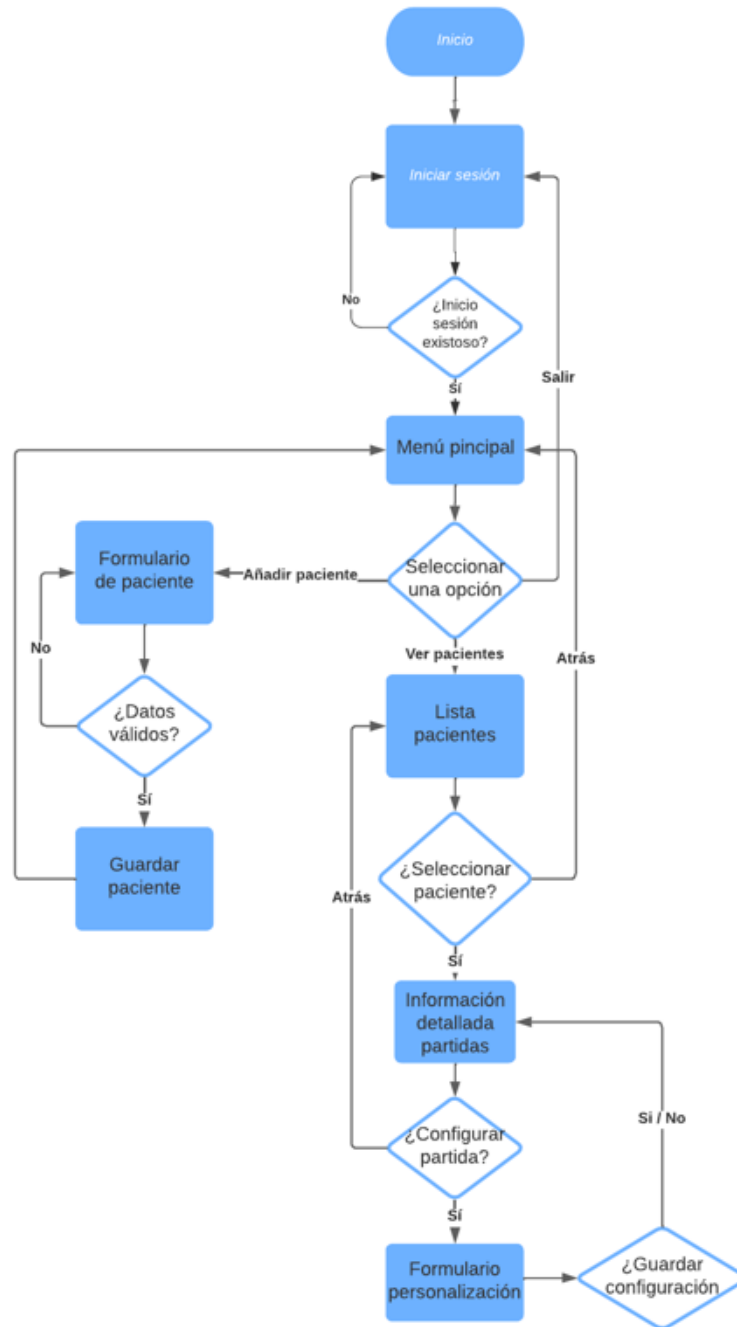 Inicio
Iniciar sesión
No
¿Inicio
sesión
existoso?
Salir
Sí
Menú pincipal
Formulario
de paciente
Añadir paciente
Seleccionar
una opción
No
Ver pacientes
Atrás
¿Datos
válidos?
Lista
pacientes
Sí
Guardar
paciente
¿Seleccionar
paciente?
Atrás
Sí
Información
detallada
partidas
Si / No
¿Configurar
partida?
Sí
Formulario
personalización
¿Guardar
configuración